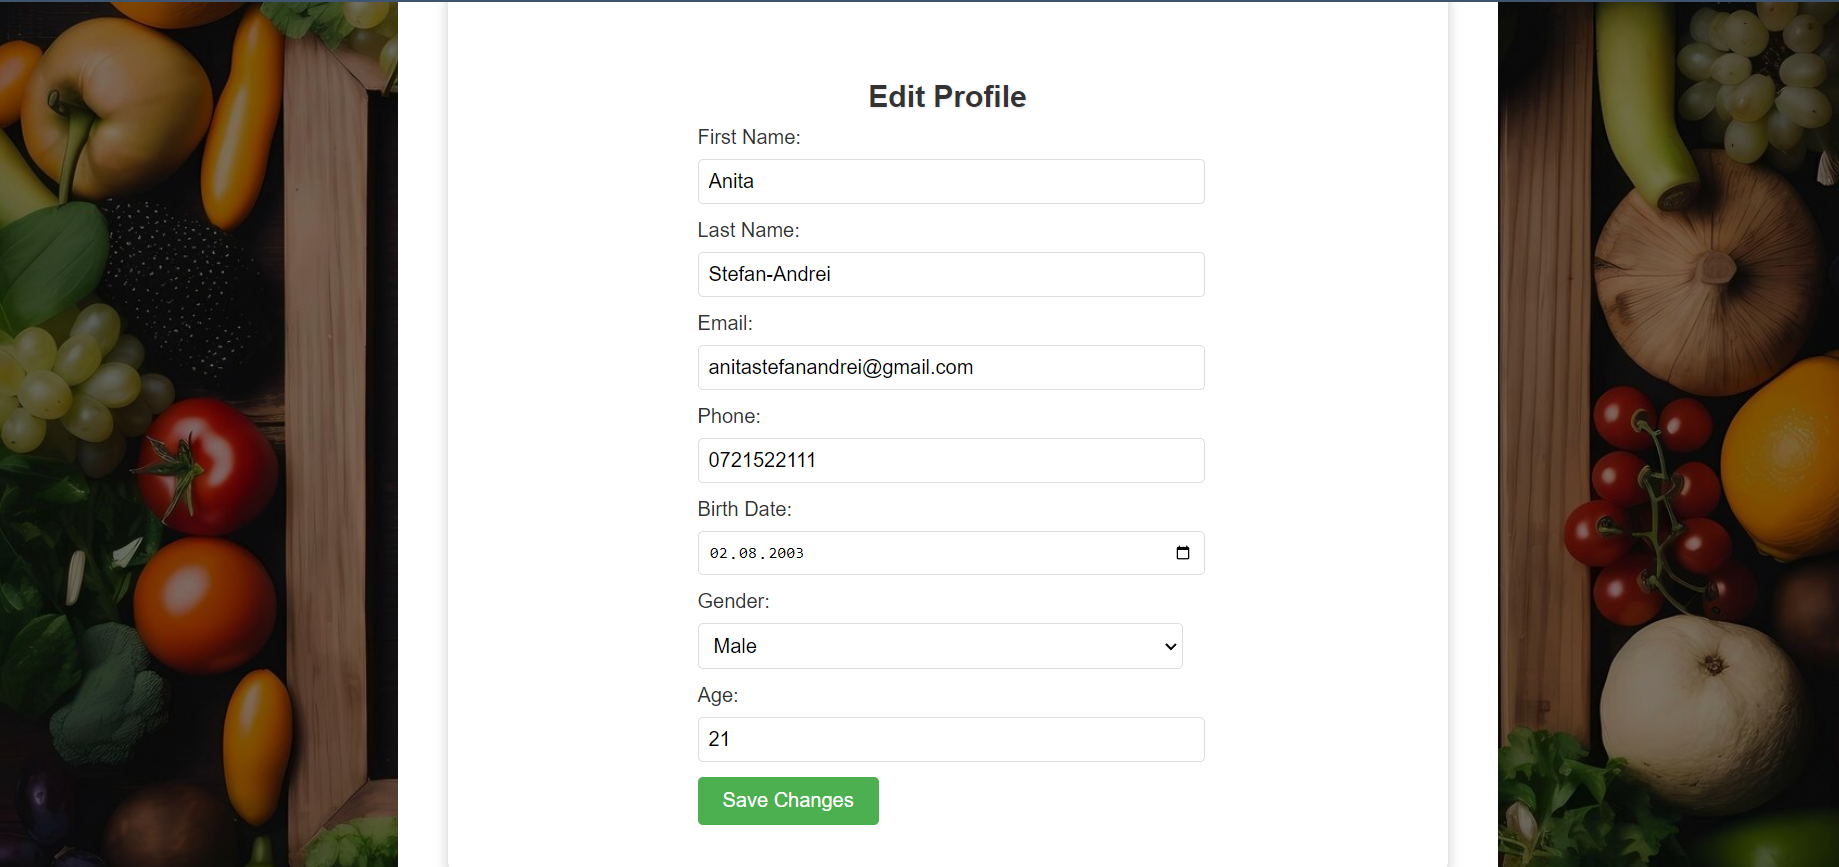 Edit Profile
First Name:
Anita
Last Name:
Stefan-Andrei
Email:
anitastefanandrei@gmail.com
Phone:
0721522111
Birth Date:
02.08.2003
Gender:
Male
Age:
21
Save Changes